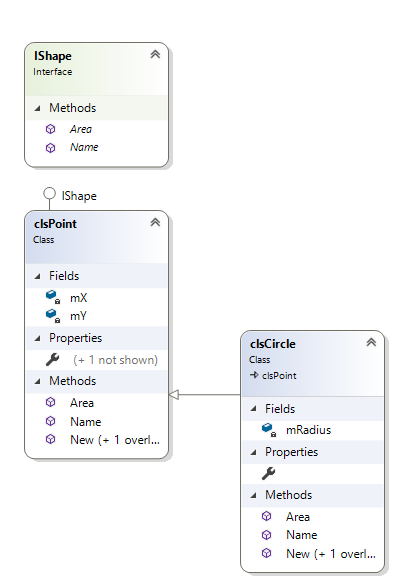 IShape
Interface
Methods
Area
Name
IShape
clsPoint
Class
Fields
mX
mY
Properties
(+ 1 not shown)
Methods
Area
Name
New (+ 1 overl...
clsCircle
Class
clsPoint
Fields
mRadius
Properties
Methods
Area
Name
New (+ 1 overl...